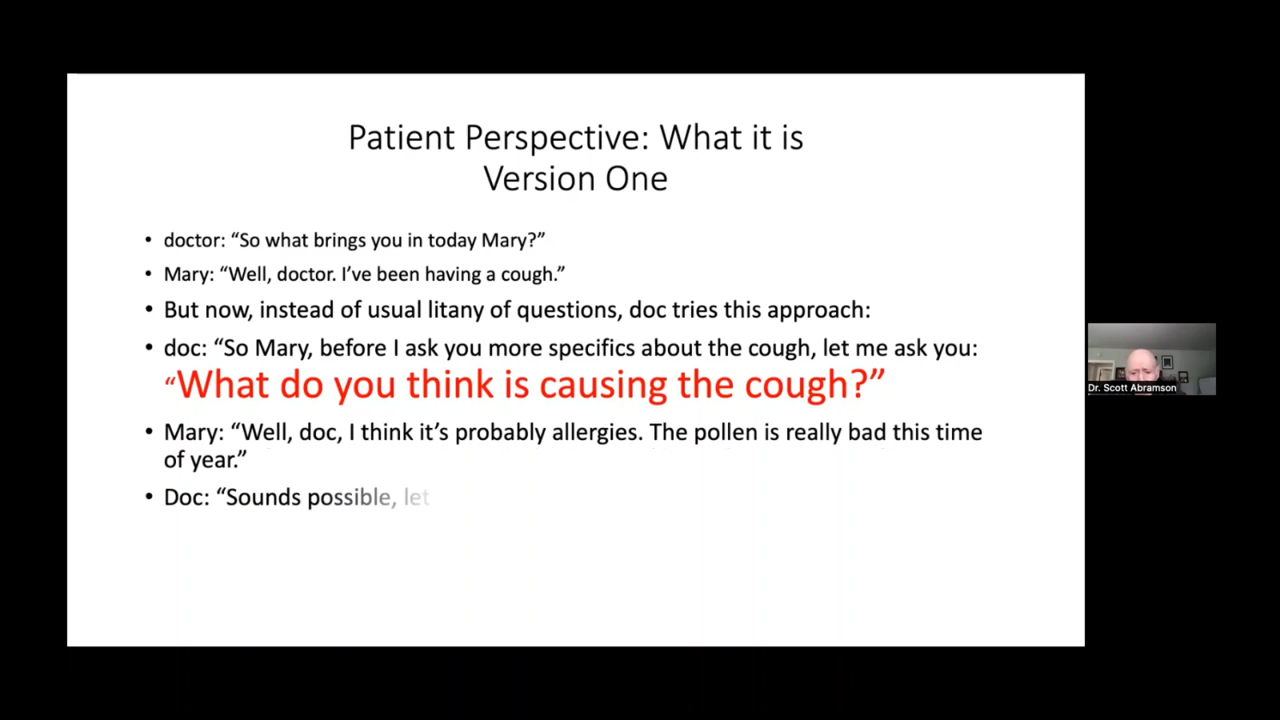 Patient Perspective: What it is
Version One
• doctor: “So what brings you in today Mary?”
• Mary: “Well, doctor. I’ve been having a cough.”
• But now, instead of usual litany of questions, doc tries this approach:
• doc: “So Mary, before I ask you more specifics about the cough, let me ask you:
“What do you think is causing the cough?”
• Mary: “Well, doc, I think it’s probably allergies. The pollen is really bad this time
of year.”
• Doc: “Sounds possible, let
Dr. Scott Abramson